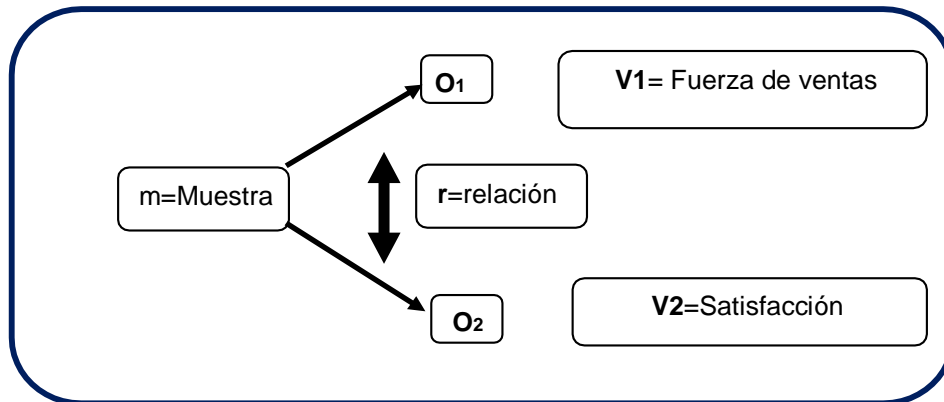 O1
V1= Fuerza de ventas
m=Muestra
r=relación
O2
V2=Satisfacción